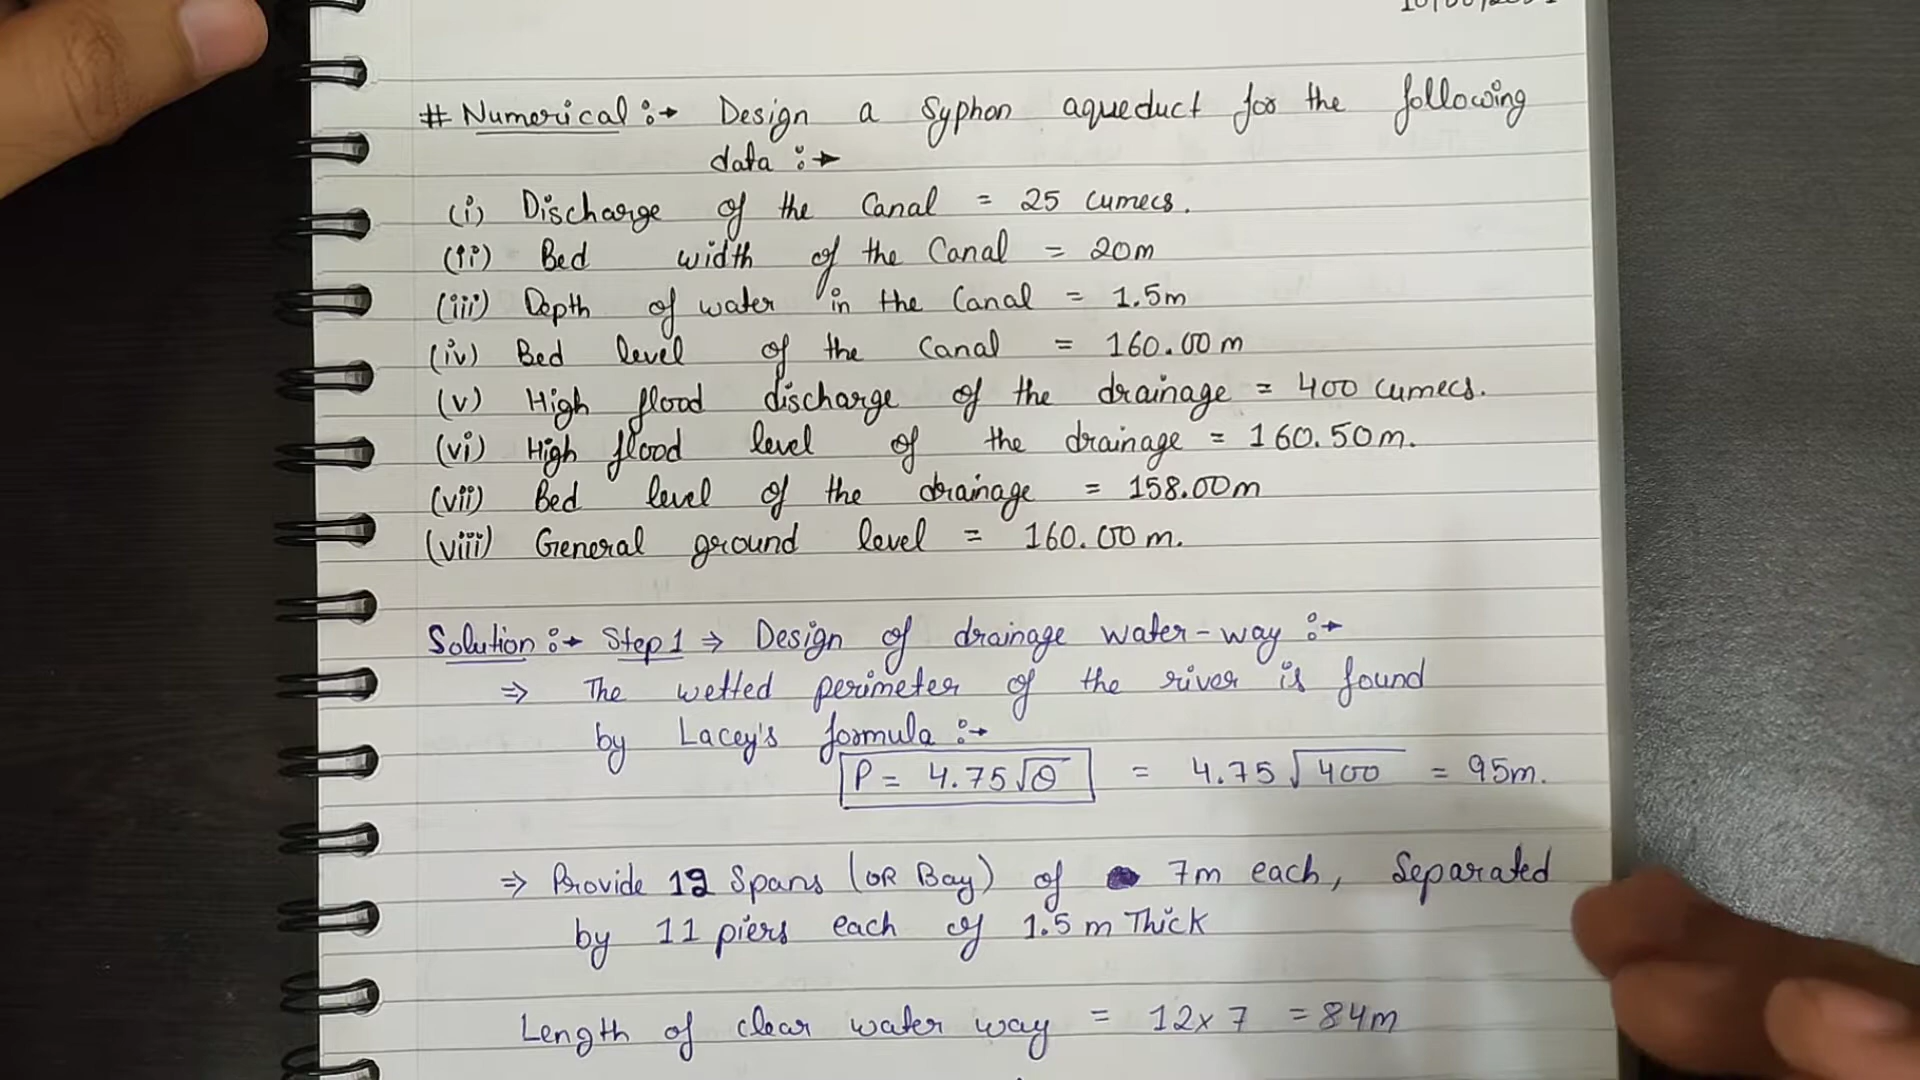 # Numerical :→ Design a Syphon aqueduct for the following
data :→
(i) Discharge of the Canal = 25 cumecs.
(ii) Bed width of the Canal = 20m
(iii) Depth of water in the Canal = 1.5m
(iv) Bed level of the Canal = 160.00 m
(v) High flood discharge of the drainage = 400 cumecs.
(vi) High flood level of the drainage = 160.50m.
(vii) Bed level of the drainage = 158.00m
(viii) General ground level = 160.00 m.
Solution :→ Step 1 ⇒ Design of drainage water-way :→
⇒ The wetted perimeter of the river is found
by Lacey's formula :→
P = 4.75√Q = 4.75√400 = 95m.
⇒ Provide 12 Spans (OR Bay) of 7m each, Separated
by 11 piers each of 1.5 m Thick
Length of clear water way = 12x7 = 84m